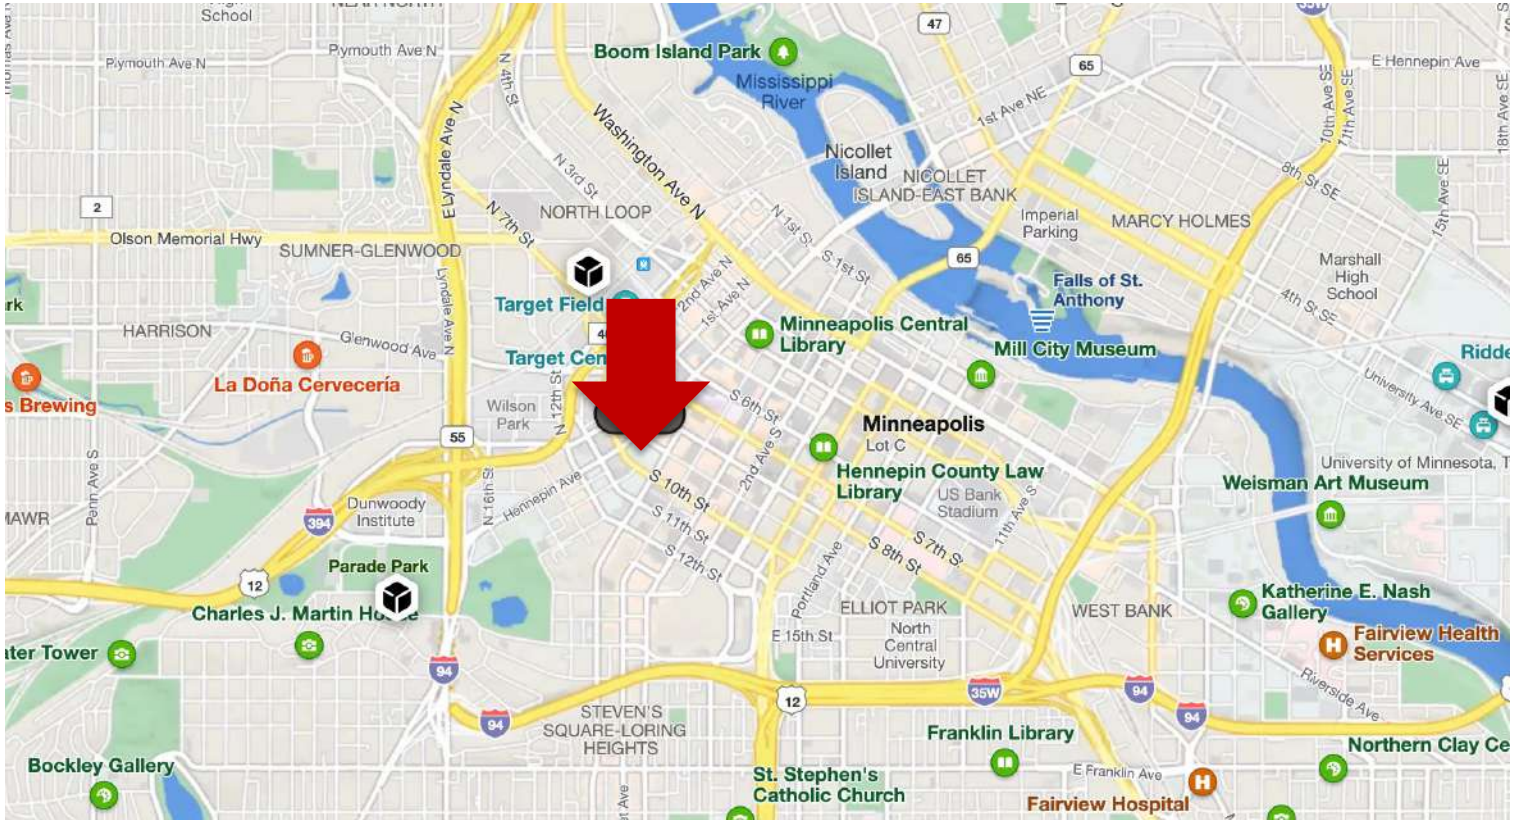 School
47
Plymouth Ave N
Plymouth Ave N
Boom Island Park
Mississippi
River
65
E Hennepin Ave
N 4th St
E Lyndale Ave N
Washington Ave N
1st Ave NE
10th Ave SE
17th Ave SE
18th Ave SE
Nicollet
Island
NICOLLET
ISLAND-EAST BANK
N 3rd St
8th St SE
15th Ave SE
2
N 7th St
NORTH LOOP
N 1st St
S 1st St
Imperial
Parking
MARCY HOLMES
Olson Memorial Hwy
SUMNER-GLENWOOD
65
Marshall
High
School
Lyndale Ave N
Target Field
2nd Ave N
1st Ave N
Falls of St.
Anthony
4th St SE
HARRISON
Glenwood Ave
Minneapolis Central
Library
Mill City Museum
Ridde
La Doña Cervecería
Target Cen
s Brewing
University Ave SE
Wilson
Park
N 12th St
S 6th St
Minneapolis
Lot C
55
2nd Ave S
Hennepin County Law
Library
University of Minnesota, T
Weisman Art Museum
Penn Ave S
N 16th St
Hennepin Ave
S 10th St
US Bank
Stadium
11th Ave S
394
Dunwoody
Institute
S 11th St
S 12th St
S 7th St
S 8th St
Parade Park
12
Charles J. Martin House
Portland Ave
ELLIOT PARK
WEST BANK
Katherine E. Nash
Gallery
North
Central
University
E 15th St
Fairview Health
Services
ater Tower
94
35W
94
12
94
94
Riverside Ave
STEVEN'S
SQUARE-LORING
HEIGHTS
Franklin Library
Northern Clay Ce
Bockley Gallery
St. Stephen's
Catholic Church
E Franklin Ave
Fairview Hospital